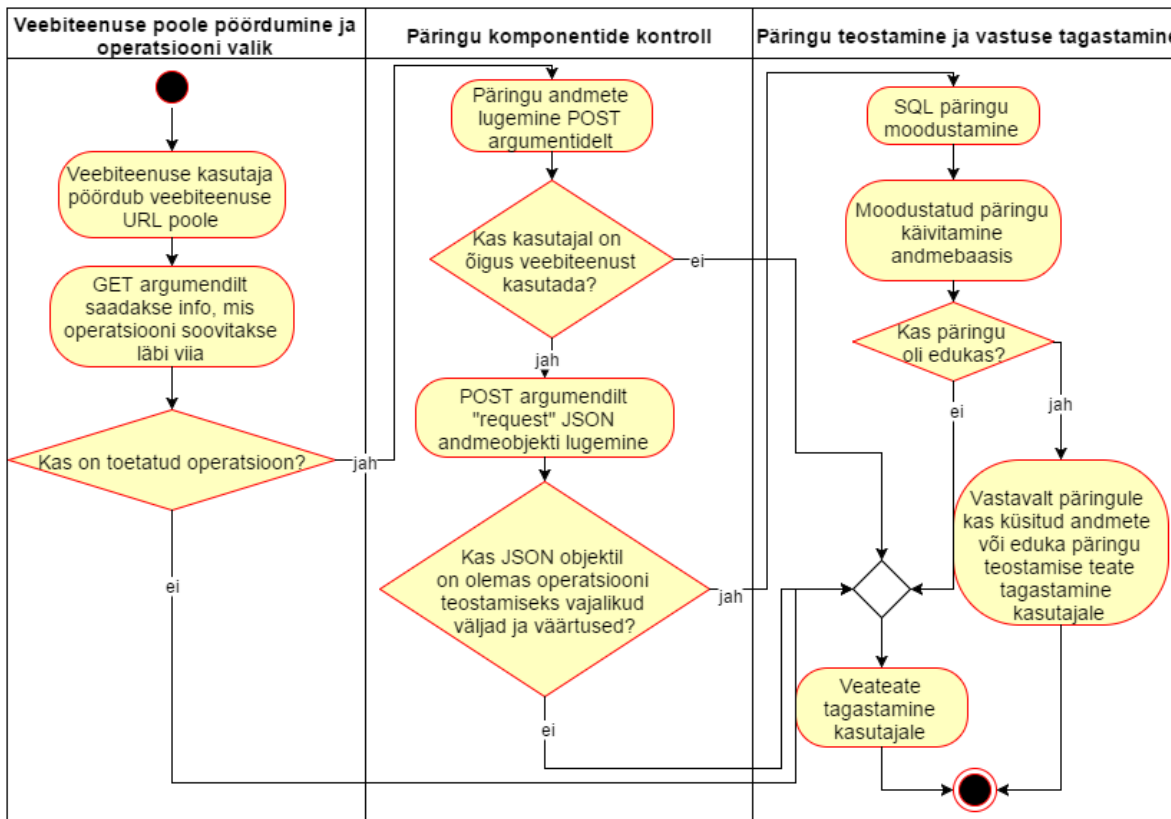 Veebiteenuse poole pöördumine ja
operatsiooni valik
Päringu komponentide kontroll
Päringu teostamine ja vastuse tagastamine
Veebiteenuse kasutaja
pöördub veebiteenuse
URL poole
GET argumendilt
saadakse info, mis
operatsiooni soovitakse
läbi viia
Kas on toetatud operatsioon?
jah
ei
Päringu andmete
lugemine POST
argumentidelt
Kas kasutajal on
õigus veebiteenust
kasutada?
ei
jah
POST argumendilt
"request" JSON
andmeobjekti lugemine
Kas JSON objektil
on olemas operatsiooni
teostamiseks vajalikud
väljad ja väärtused?
jah
ei
SQL päringu
moodustamine
Moodustatud päringu
käivitamine
andmebaasis
Kas päringu
oli edukas?
ei
jah
Vastavalt päringule
kas küsitud andmete
või eduka päringu
teostamise teate
tagastamine
kasutajale
Veateate
tagastamine
kasutajale